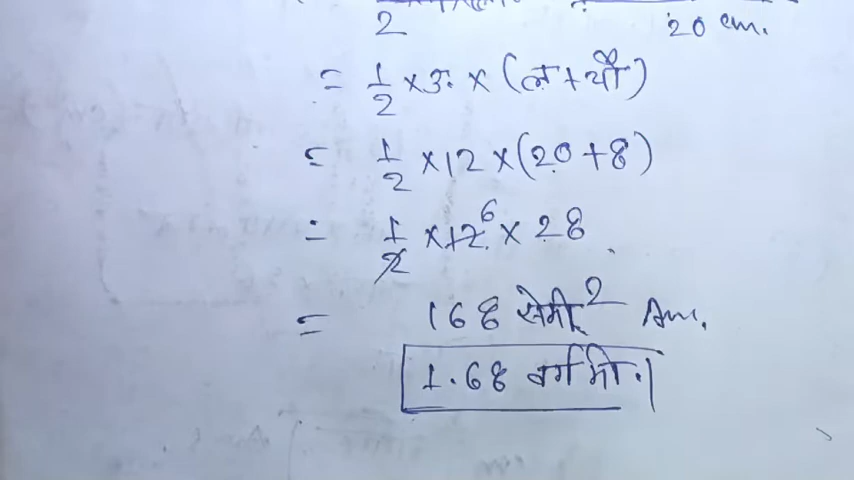 2
20 cm.
= 1/2 × ऊ. × (ल + चौ)
= 1/2 × 12 × (20 + 8)
= 1/2 × 12 6 × 28
= 168 सेमी.² Ans.
1.68 वर्ग मी.